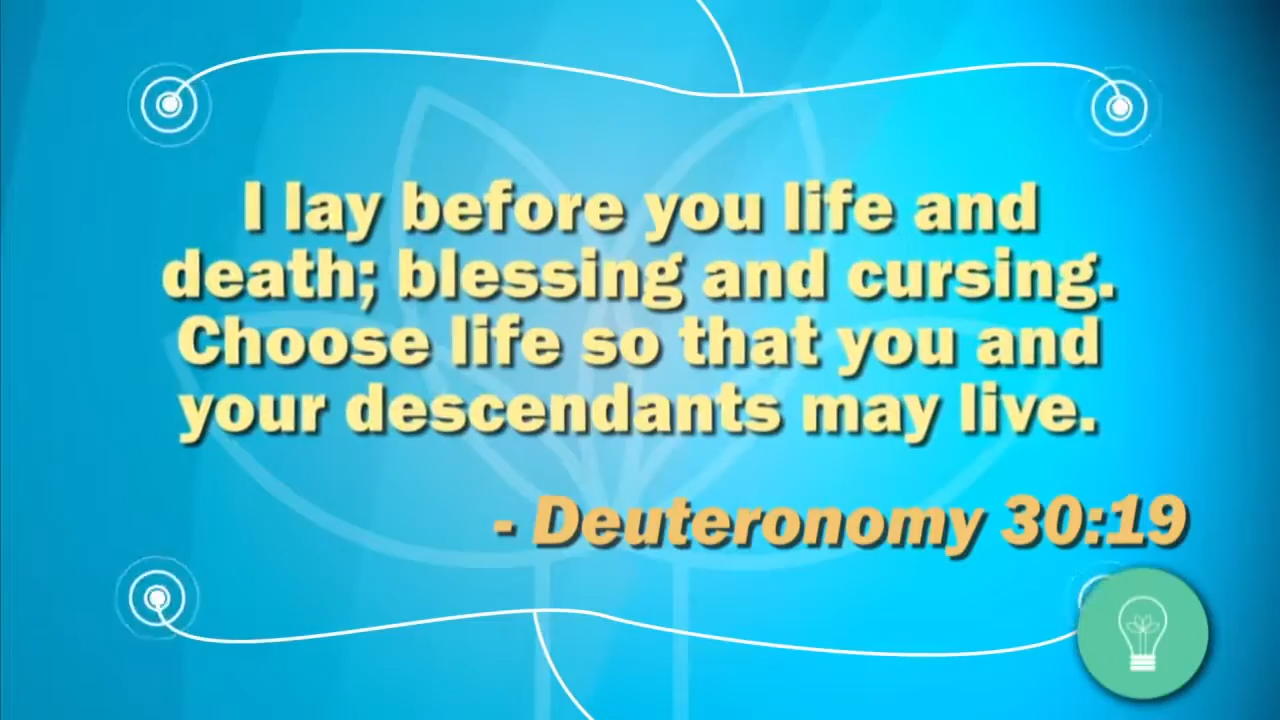 I lay before you life and
death; blessing and cursing.
Choose life so that you and
your descendants may live.
- Deuteronomy 30:19